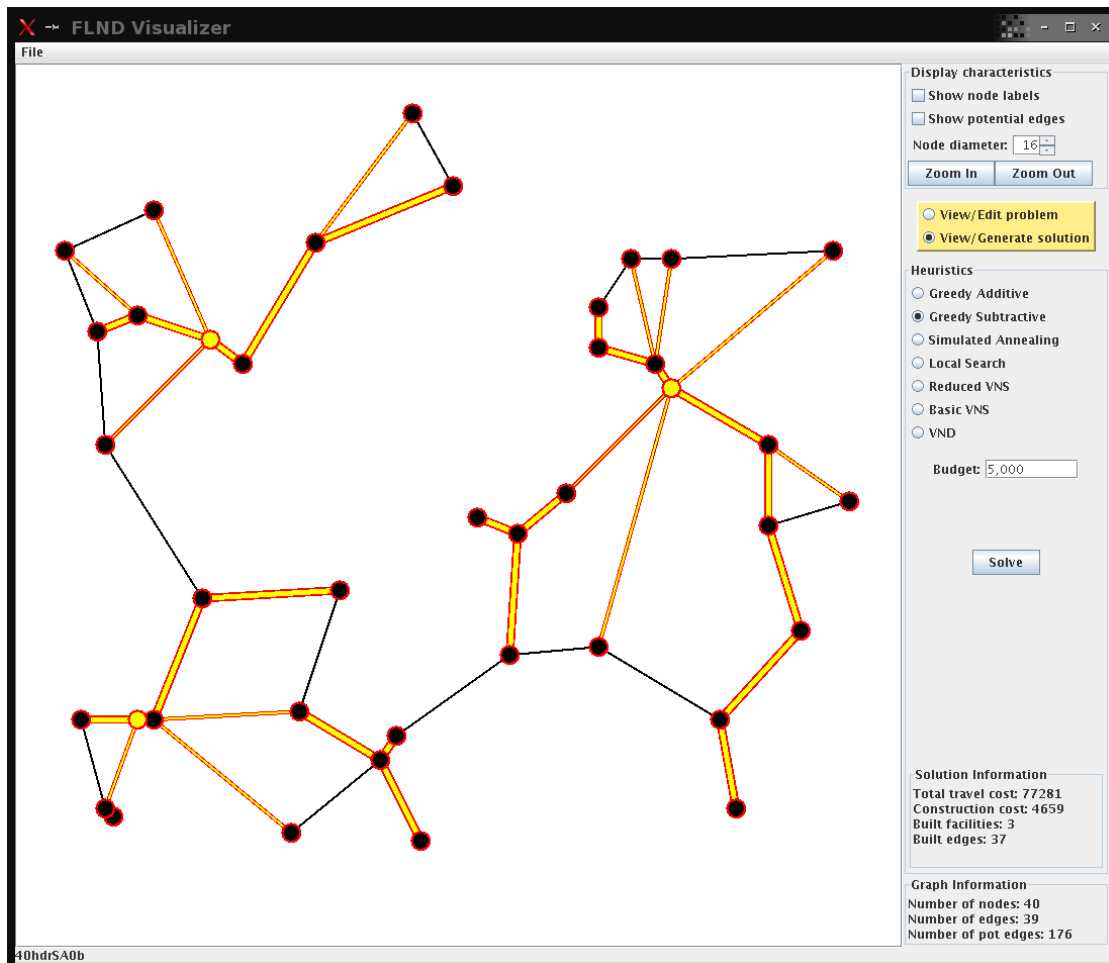 FLND Visualizer
File
Display characteristics
Show node labels
Show potential edges
Node diameter: 16
Zoom In Zoom Out
View/Edit problem
View/Generate solution
Heuristics
Greedy Additive
Greedy Subtractive
Simulated Annealing
Local Search
Reduced VNS
Basic VNS
VND
Budget: 5,000
Solve
Solution Information
Total travel cost: 77281
Construction cost: 4659
Built facilities: 3
Built edges: 37
Graph Information
Number of nodes: 40
Number of edges: 39
Number of pot edges: 176
40hdrSA0b